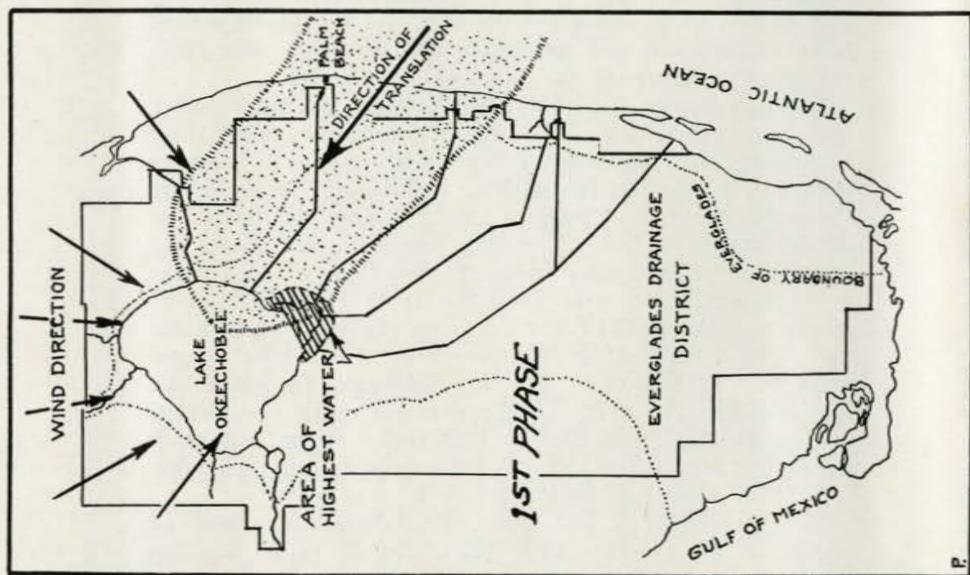 WIND DIRECTION
PALM
BEACH
DIRECTION OF
TRANSLATION
LAKE
OKEECHOBEE
AREA OF
HIGHEST WATER
ATLANTIC OCEAN
1ST PHASE
EVERGLADES DRAINAGE
DISTRICT
BOUNDARY OF EVERGLADES
GULF OF MEXICO
P.